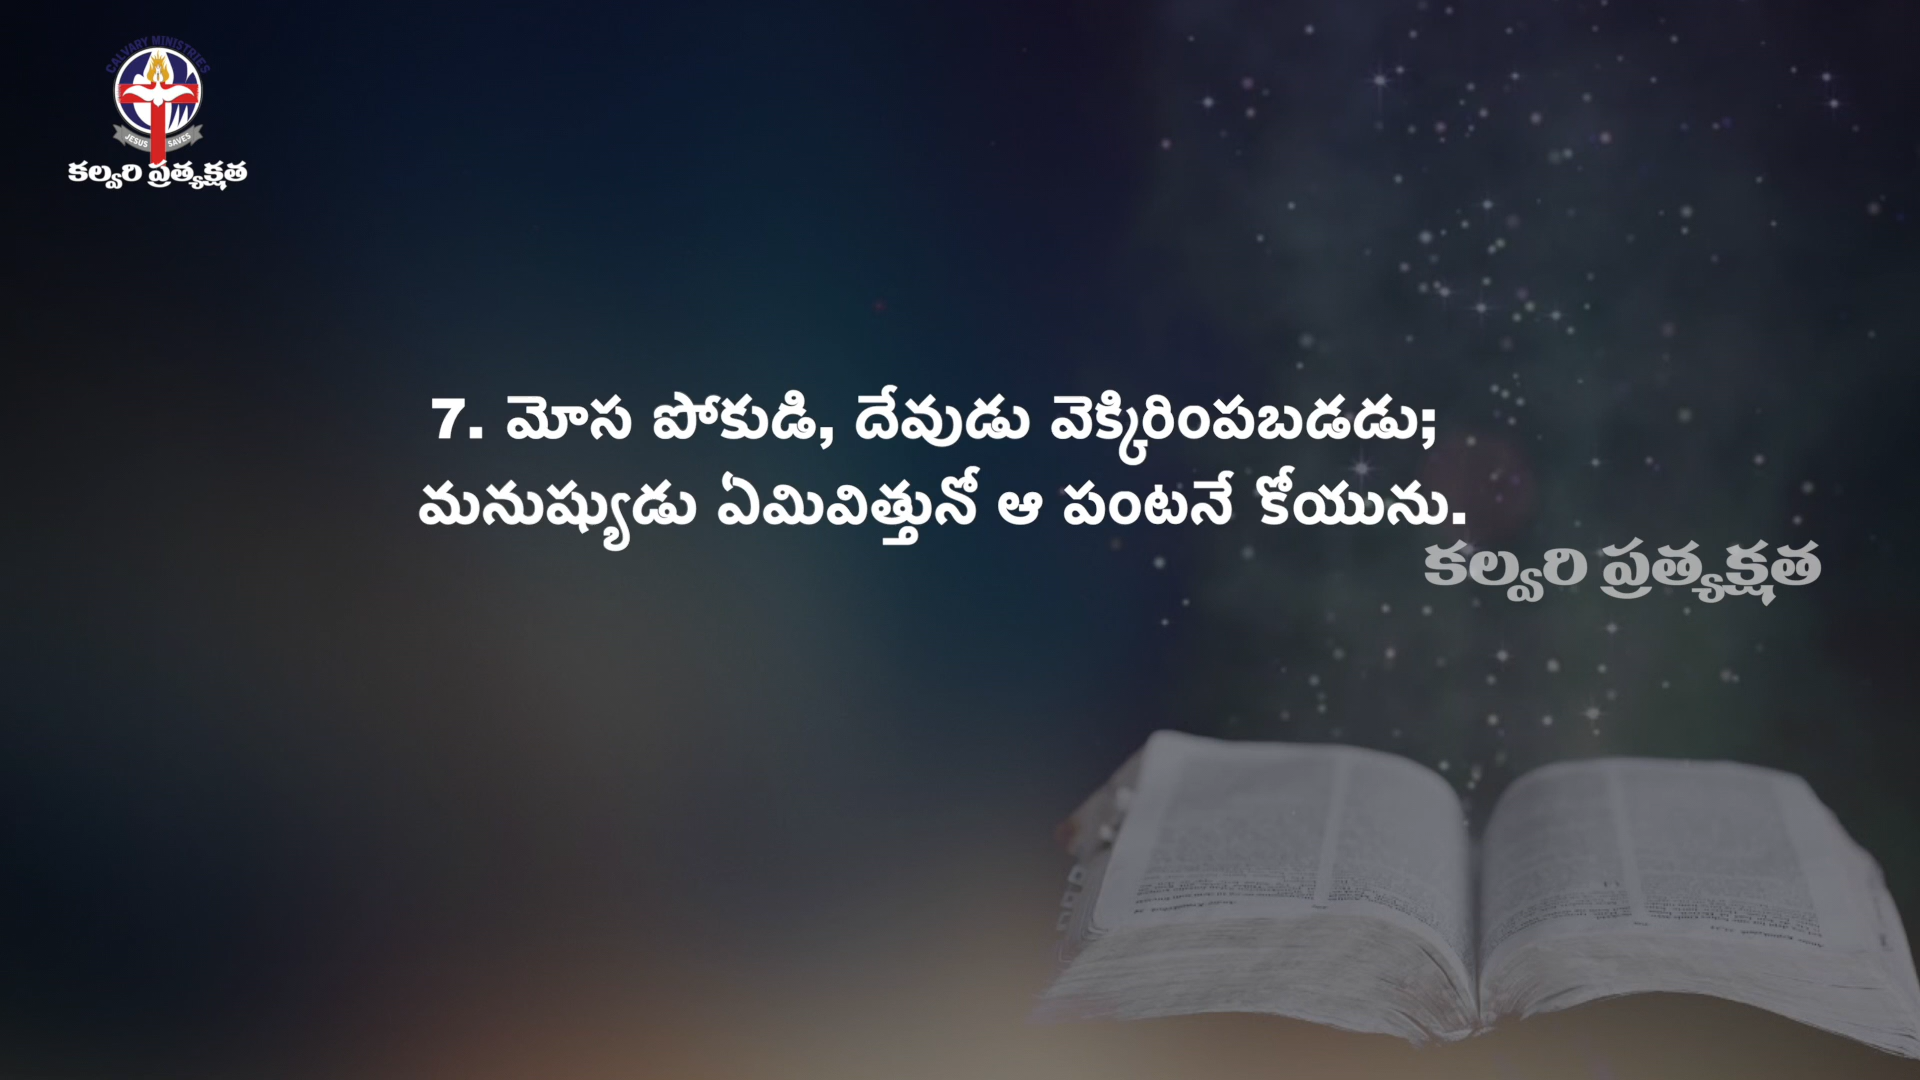 CALVARY MINISTRIES
JESUS SAVES
కల్వరి ప్రత్యక్షత
7. మోస పోకుడి, దేవుడు వెక్కిరింపబడడు;
మనుష్యుడు ఏమివిత్తునో ఆ పంటనే కోయును.
కల్వరి ప్రత్యక్షత